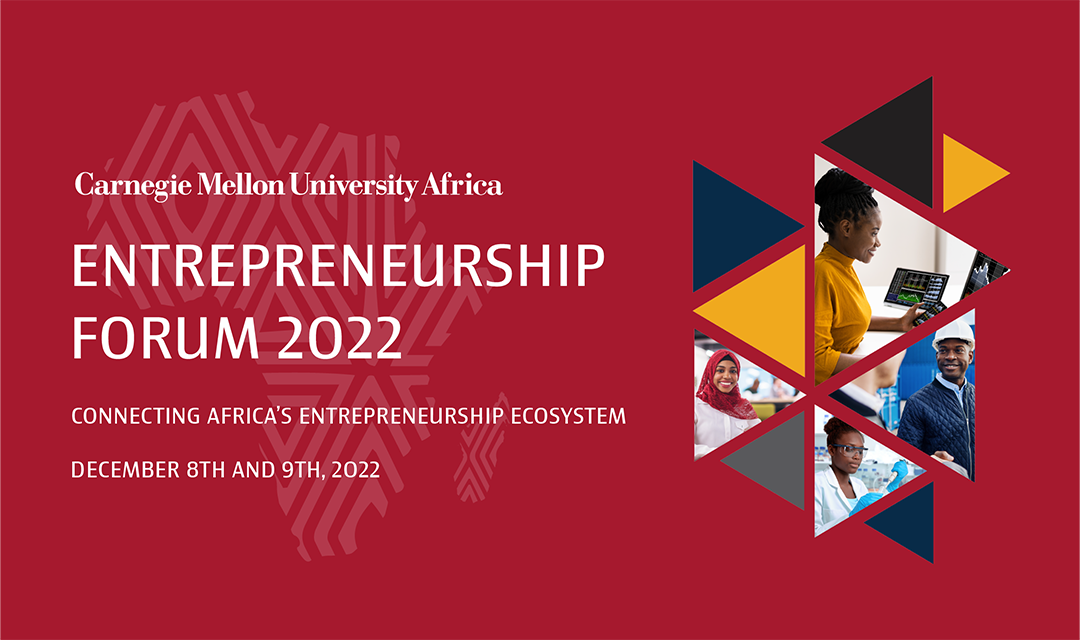 Carnegie Mellon University Africa
ENTREPRENEURSHIP
FORUM 2022
CONNECTING AFRICA’S ENTREPRENEURSHIP ECOSYSTEM
DECEMBER 8TH AND 9TH, 2022